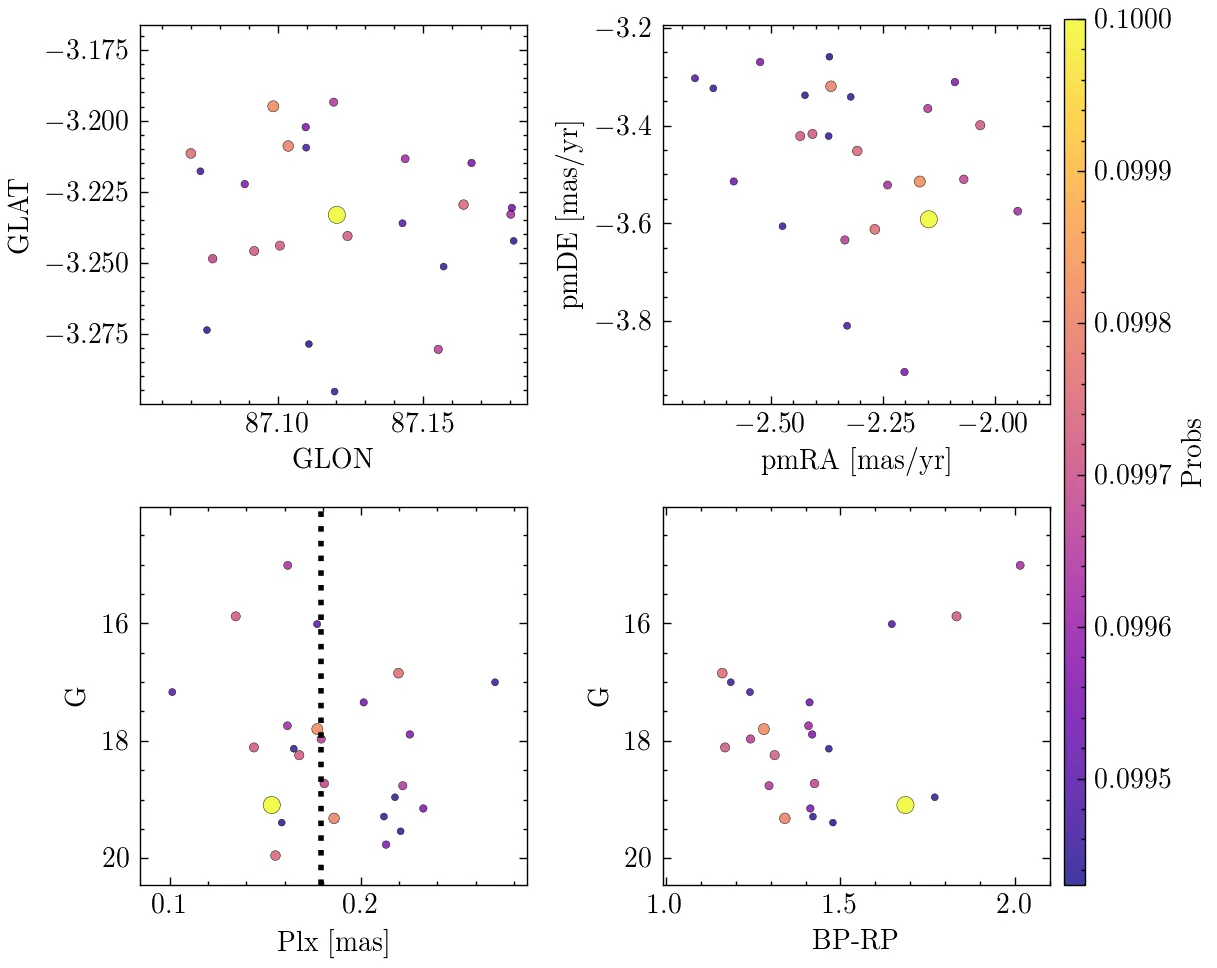 −3.175
−3.200
−3.225
−3.250
−3.275
GLAT
87.10 87.15
GLON
−3.2
−3.4
−3.6
−3.8
pmDE [mas/yr]
−2.50 −2.25 −2.00
pmRA [mas/yr]
16
18
20
G
0.1 0.2
Plx [mas]
16
18
20
G
1.0 1.5 2.0
BP-RP
0.1000
0.0999
0.0998
0.0997
0.0996
0.0995
Probs